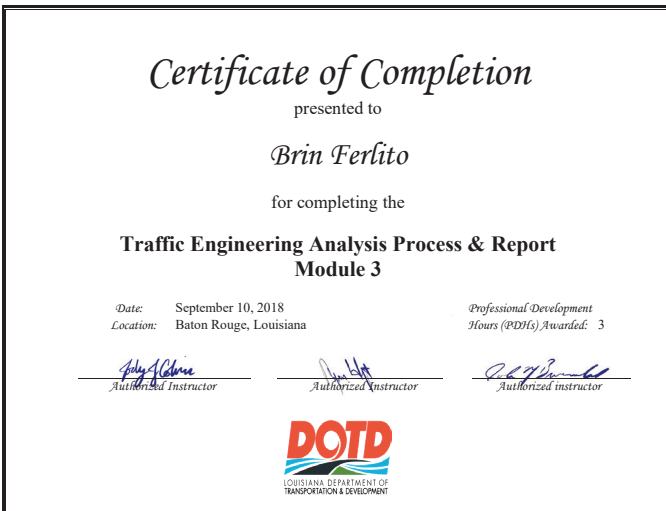 Certificate of Completion
presented to
Brin Ferlito
for completing the
Traffic Engineering Analysis Process & Report
Module 3
Date: September 10, 2018
Location: Baton Rouge, Louisiana
Professional Development
Hours (PDHs) Awarded: 3
Authorized Instructor
Authorized Instructor
Authorized instructor
DOTD
LOUISIANA DEPARTMENT OF
TRANSPORTATION & DEVELOPMENT